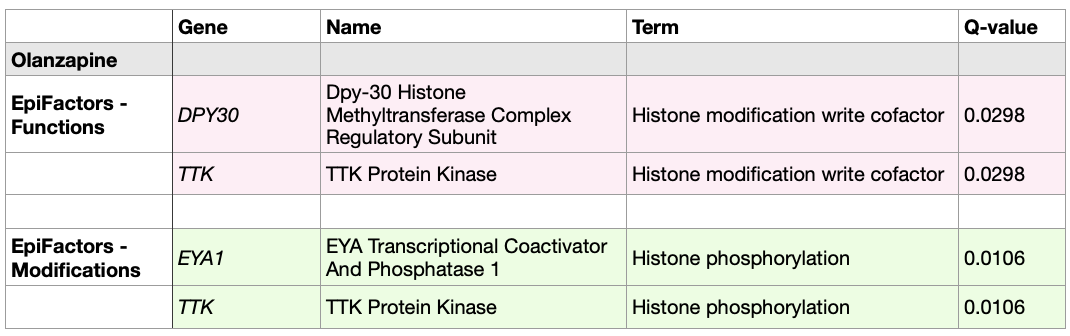 Gene Name Term Q-value
Olanzapine
EpiFactors -
Functions
DPY30
Dpy-30 Histone
Methyltransferase Complex
Regulatory Subunit
Histone modification write cofactor 0.0298
TTK TTK Protein Kinase Histone modification write cofactor 0.0298
EpiFactors -
Modifications
EYA1
EYA Transcriptional Coactivator
And Phosphatase 1
Histone phosphorylation 0.0106
TTK TTK Protein Kinase Histone phosphorylation 0.0106